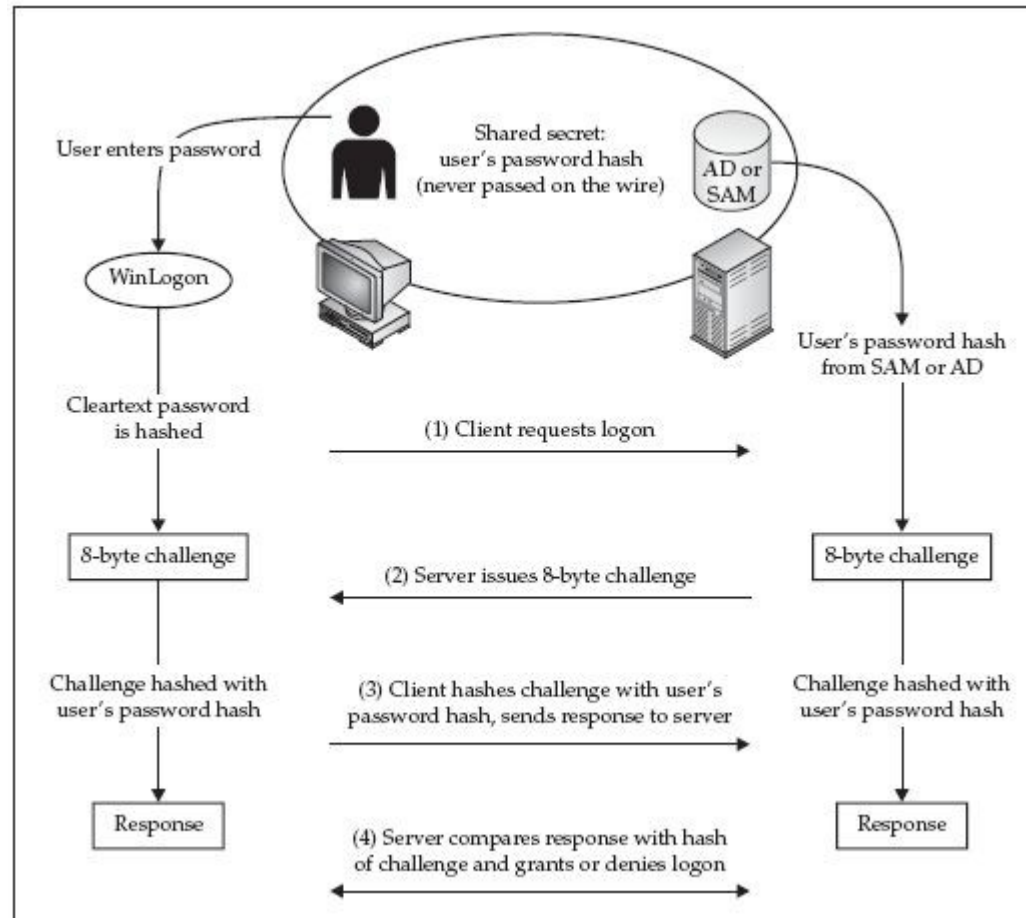 User enters password
Shared secret:
user's password hash
(never passed on the wire)
AD or
SAM
WinLogon
User's password hash
from SAM or AD
Cleartext password
is hashed
(1) Client requests logon
8-byte challenge
(2) Server issues 8-byte challenge
8-byte challenge
Challenge hashed with
user's password hash
(3) Client hashes challenge with user's
password hash, sends response to server
Challenge hashed with
user's password hash
Response
(4) Server compares response with hash
of challenge and grants or denies logon
Response